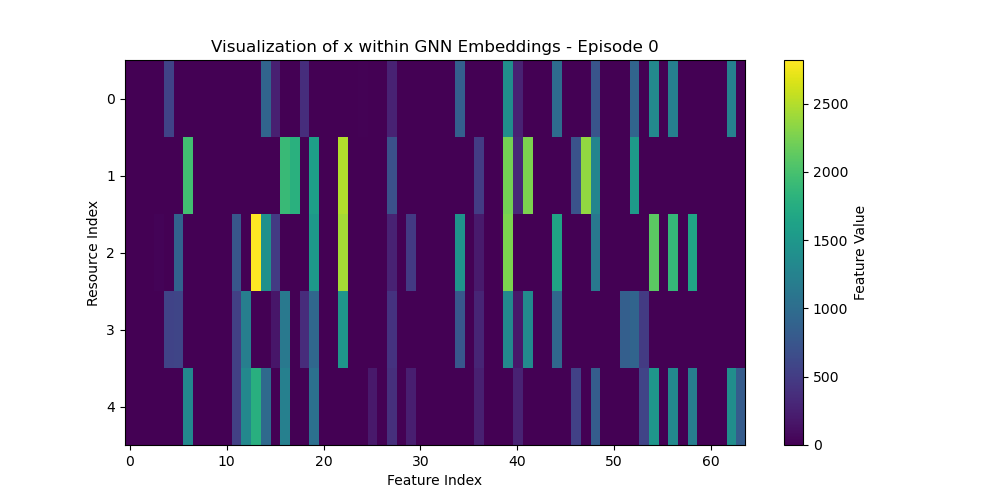 Visualization of x within GNN Embeddings - Episode 0
Resource Index
0
1
2
3
4
0 10 20 30 40 50 60
Feature Index
2500
2000
1500
1000
500
0
Feature Value